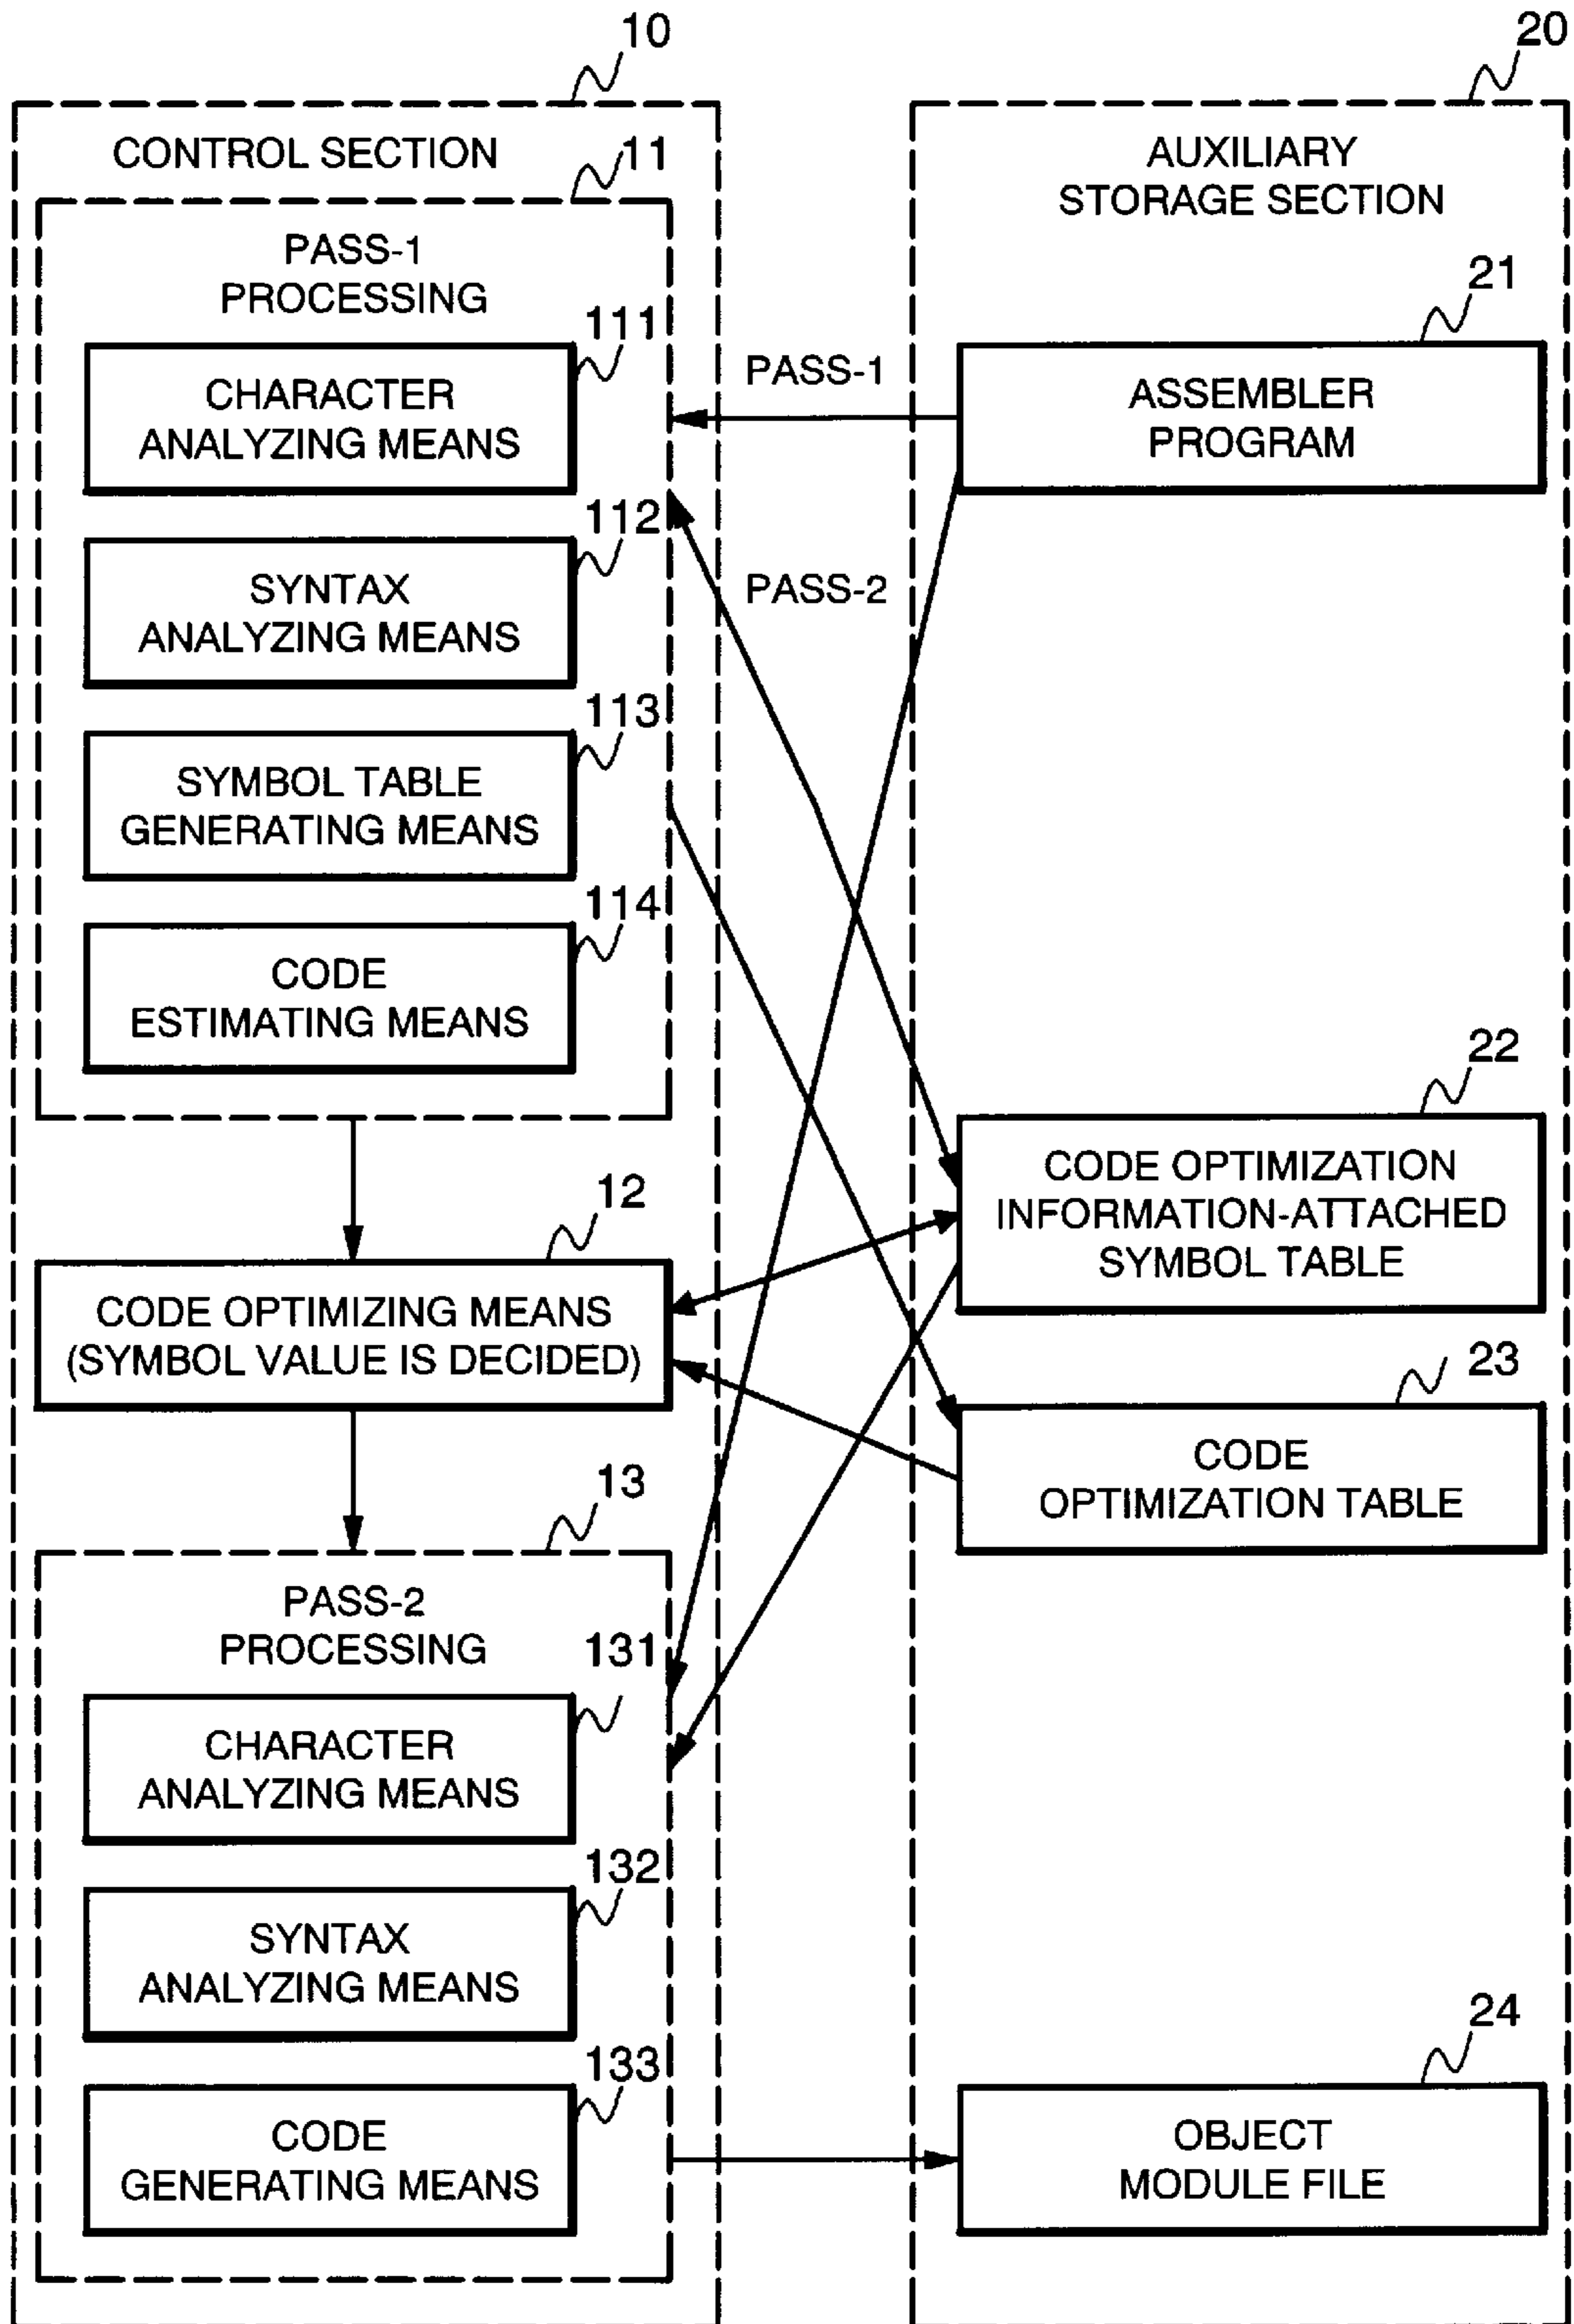 10
CONTROL SECTION
11
PASS-1
PROCESSING
111
CHARACTER
ANALYZING MEANS
112
SYNTAX
ANALYZING MEANS
113
SYMBOL TABLE
GENERATING MEANS
114
CODE
ESTIMATING MEANS
12
CODE OPTIMIZING MEANS
(SYMBOL VALUE IS DECIDED)
13
PASS-2
PROCESSING
131
CHARACTER
ANALYZING MEANS
132
SYNTAX
ANALYZING MEANS
133
CODE
GENERATING MEANS
PASS-1
PASS-2
20
AUXILIARY
STORAGE SECTION
21
ASSEMBLER
PROGRAM
22
CODE OPTIMIZATION
INFORMATION-ATTACHED
SYMBOL TABLE
23
CODE
OPTIMIZATION TABLE
24
OBJECT
MODULE FILE